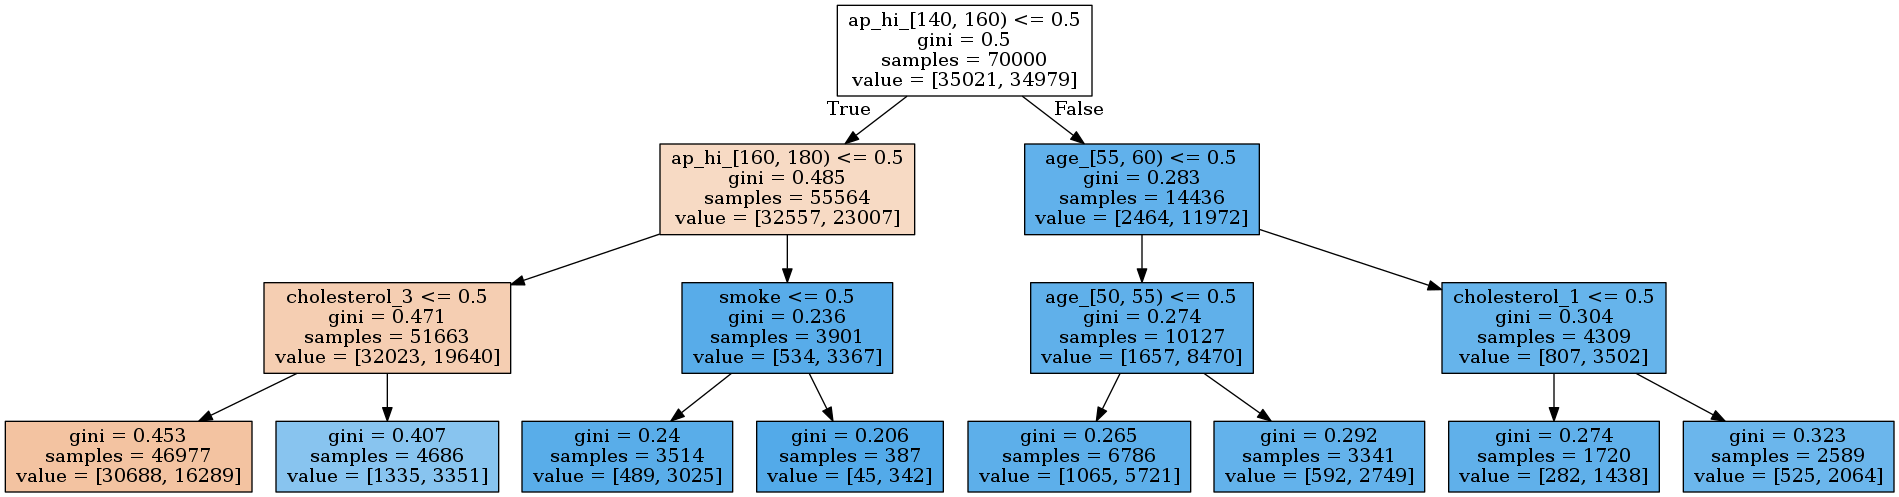 ap_hi_[140, 160) <= 0.5
gini = 0.5
samples = 70000
value = [35021, 34979]
True
False
ap_hi_[160, 180) <= 0.5
gini = 0.485
samples = 55564
value = [32557, 23007]
age_[55, 60) <= 0.5
gini = 0.283
samples = 14436
value = [2464, 11972]
cholesterol_3 <= 0.5
gini = 0.471
samples = 51663
value = [32023, 19640]
smoke <= 0.5
gini = 0.236
samples = 3901
value = [534, 3367]
age_[50, 55) <= 0.5
gini = 0.274
samples = 10127
value = [1657, 8470]
cholesterol_1 <= 0.5
gini = 0.304
samples = 4309
value = [807, 3502]
gini = 0.453
samples = 46977
value = [30688, 16289]
gini = 0.407
samples = 4686
value = [1335, 3351]
gini = 0.24
samples = 3514
value = [489, 3025]
gini = 0.206
samples = 387
value = [45, 342]
gini = 0.265
samples = 6786
value = [1065, 5721]
gini = 0.292
samples = 3341
value = [592, 2749]
gini = 0.274
samples = 1720
value = [282, 1438]
gini = 0.323
samples = 2589
value = [525, 2064]